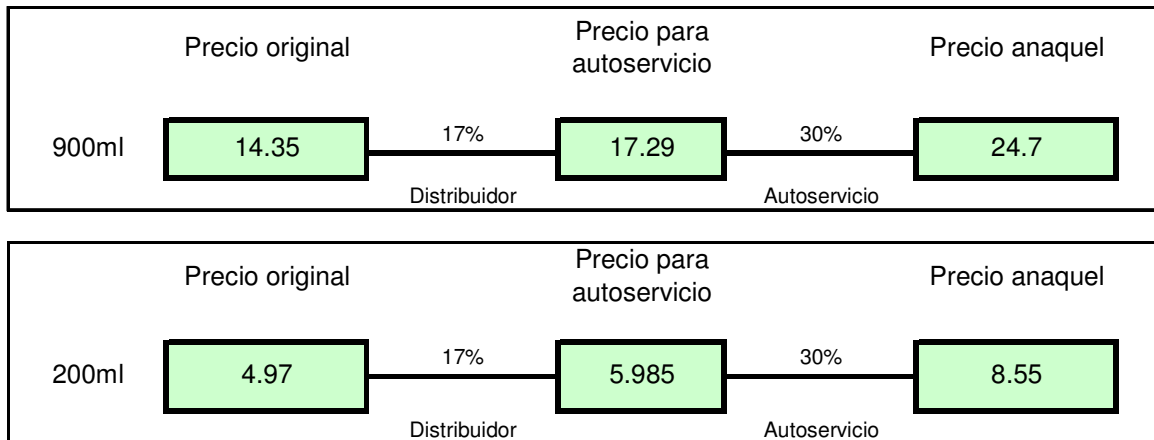 Precio original
Precio para
autoservicio
Precio anaquel
900ml
14.35
17%
17.29
30%
24.7
Distribuidor
Autoservicio
Precio original
Precio para
autoservicio
Precio anaquel
200ml
4.97
17%
5.985
30%
8.55
Distribuidor
Autoservicio